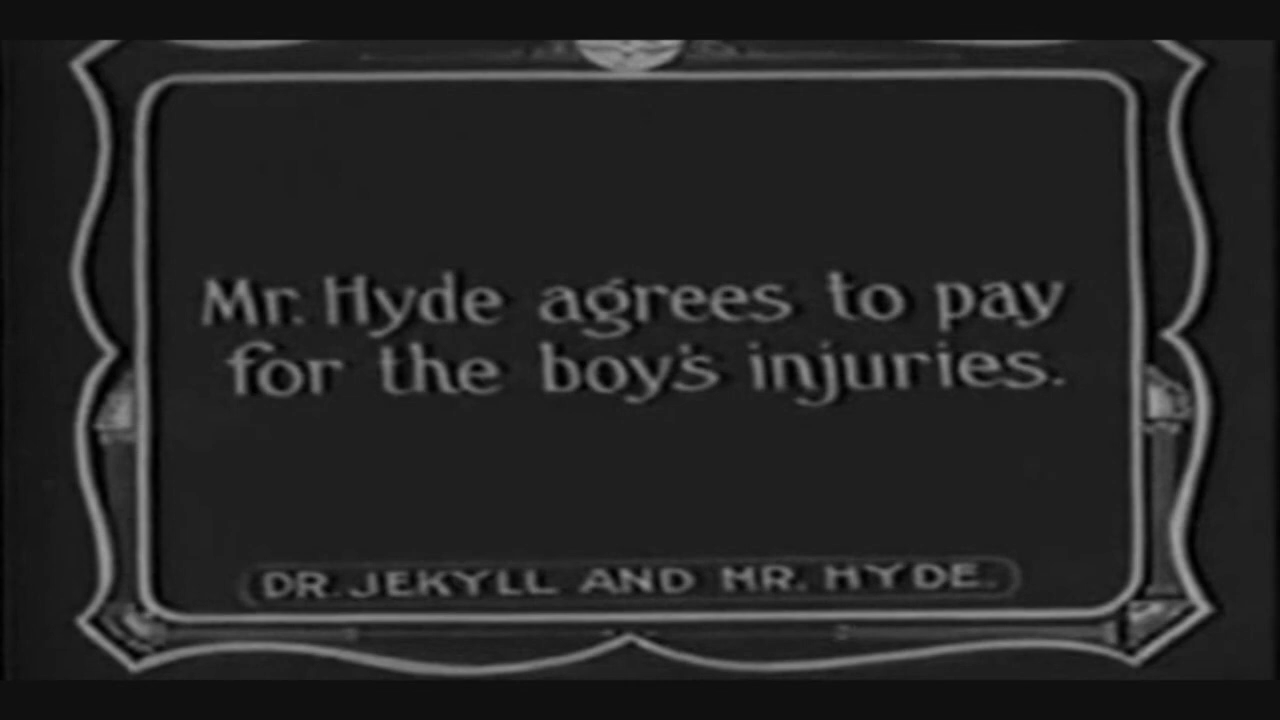 Mr. Hyde agrees to pay
for the boy's injuries.
DR. JEKYLL AND MR. HYDE.